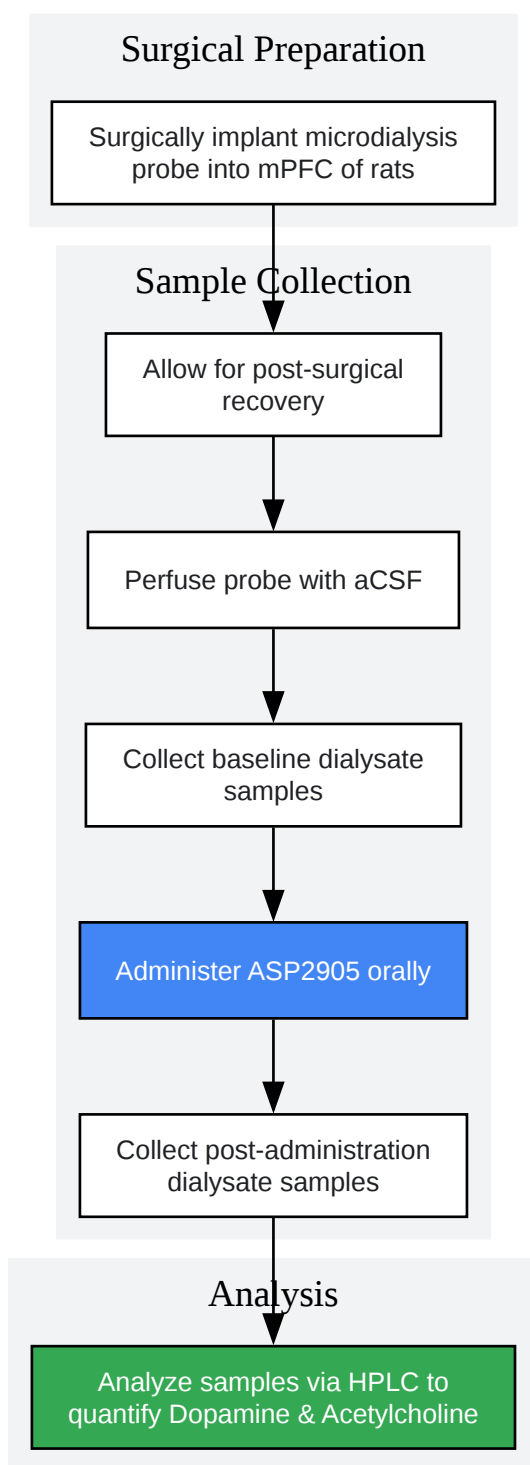 Surgical Preparation
Surgically implant microdialysis
probe into mPFC of rats
Sample Collection
Allow for post-surgical
recovery
Perfuse probe with aCSF
Collect baseline dialysate
samples
Administer ASP2905 orally
Collect post-administration
dialysate samples
Analysis
Analyze samples via HPLC to
quantify Dopamine & Acetylcholine